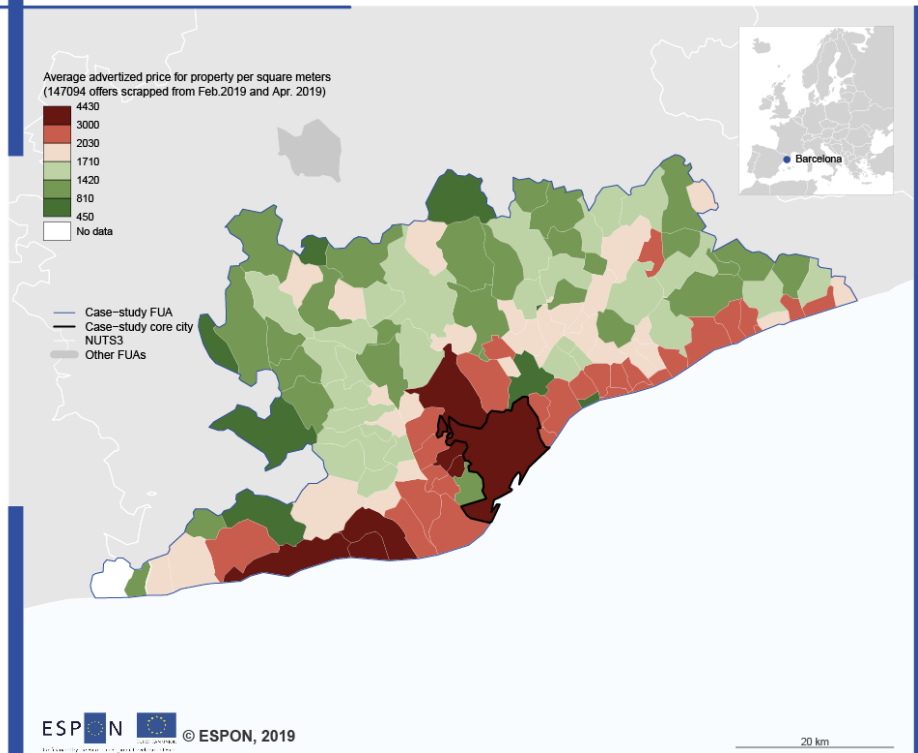 Average advertized price for property per square meters
(147094 offers scrapped from Feb.2019 and Apr. 2019)
4430
3000
2030
1710
1420
810
450
No data
Barcelona
Case-study FUA
Case-study core city
NUTS3
Other FUAs
ESPON
© ESPON, 2019
20 km